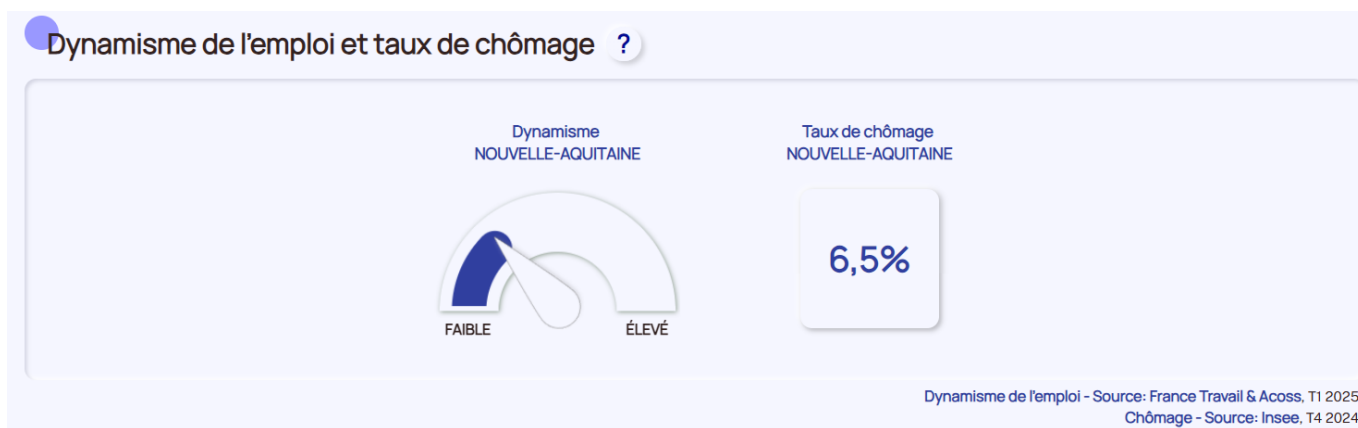 Dynamisme de l'emploi et taux de chômage ?
Dynamisme
NOUVELLE-AQUITAINE
Taux de chômage
NOUVELLE-AQUITAINE
6,5%
FAIBLE
ÉLEVÉ
Dynamisme de l'emploi - Source: France Travail & Acoss, T1 2025
Chômage - Source: Insee, T4 2024